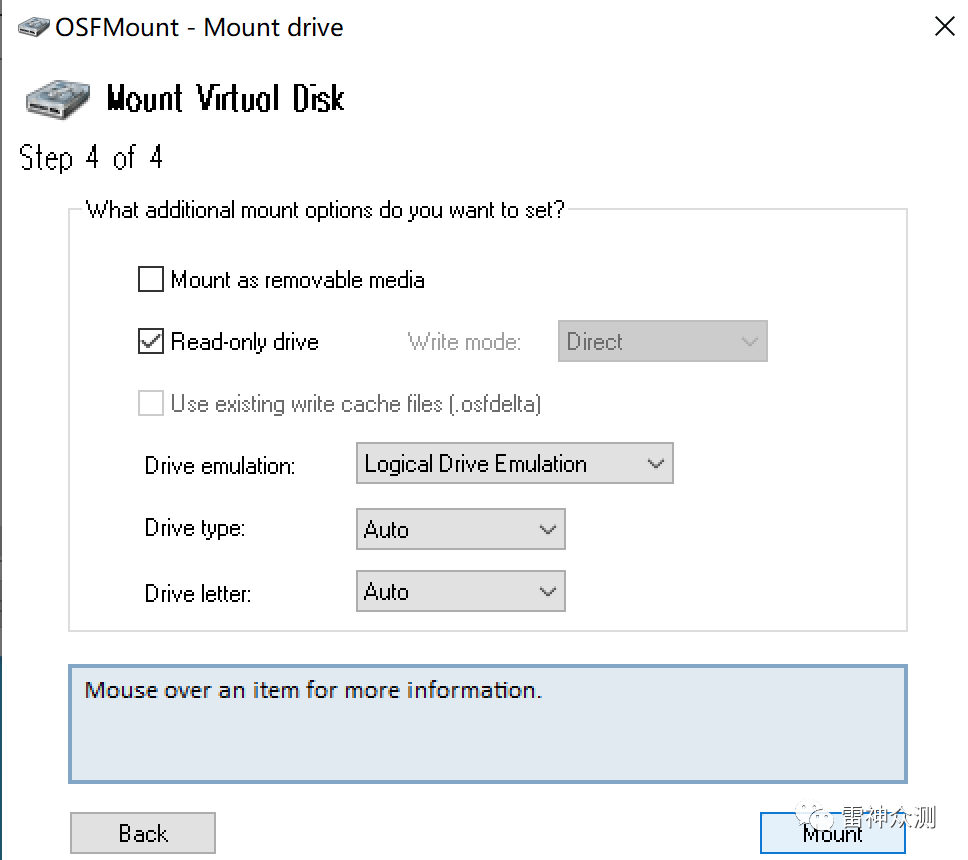 OSFMount - Mount drive
Mount Virtual Disk
Step 4 of 4
What additional mount options do you want to set?
Mount as removable media
Read-only drive Write mode: Direct
Use existing write cache files (.osfdelta)
Drive emulation: Logical Drive Emulation
Drive type: Auto
Drive letter: Auto
Mouse over an item for more information.
Back
雷神众测
Mount